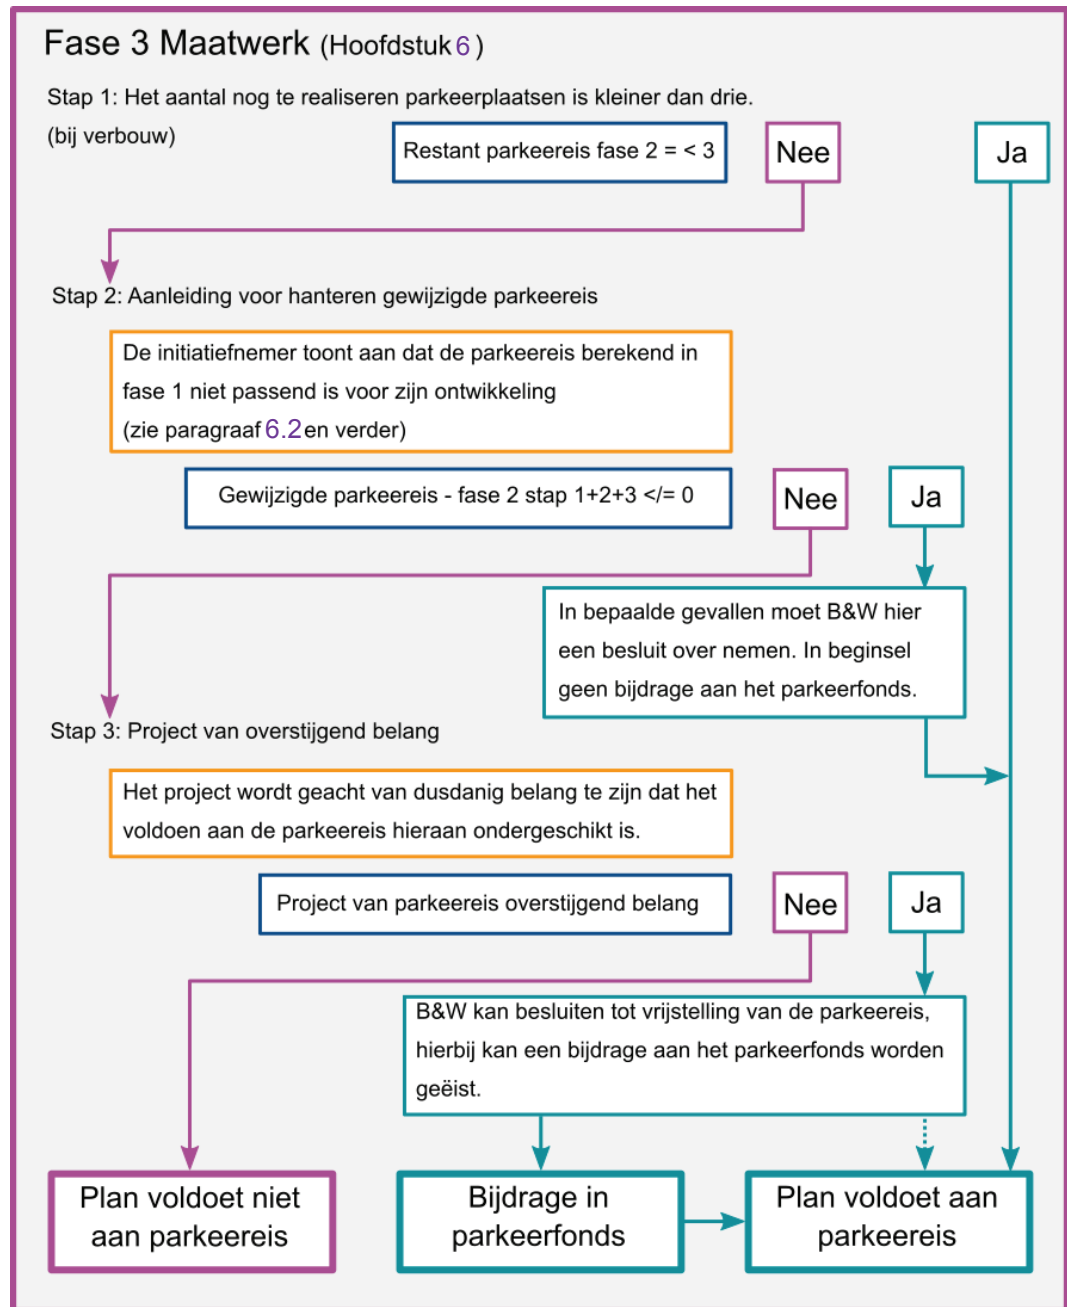 Fase 3 Maatwerk (Hoofdstuk 6 )
Stap 1: Het aantal nog te realiseren parkeerplaatsen is kleiner dan drie.
(bij verbouw)
Restant parkeereis fase 2 = < 3
Nee
Ja
Stap 2: Aanleiding voor hanteren gewijzigde parkeereis
De initiatiefnemer toont aan dat de parkeereis berekend in
fase 1 niet passend is voor zijn ontwikkeling
(zie paragraaf 6.2 en verder)
Gewijzigde parkeereis - fase 2 stap 1+2+3 </= 0
Nee
Ja
In bepaalde gevallen moet B&W hier
een besluit over nemen. In beginsel
geen bijdrage aan het parkeerfonds.
Stap 3: Project van overstijgend belang
Het project wordt geacht van dusdanig belang te zijn dat het
voldoen aan de parkeereis hieraan ondergeschikt is.
Project van parkeereis overstijgend belang
Nee
Ja
B&W kan besluiten tot vrijstelling van de parkeereis,
hierbij kan een bijdrage aan het parkeerfonds worden
geëist.
Plan voldoet niet
aan parkeereis
Bijdrage in
parkeerfonds
Plan voldoet aan
parkeereis